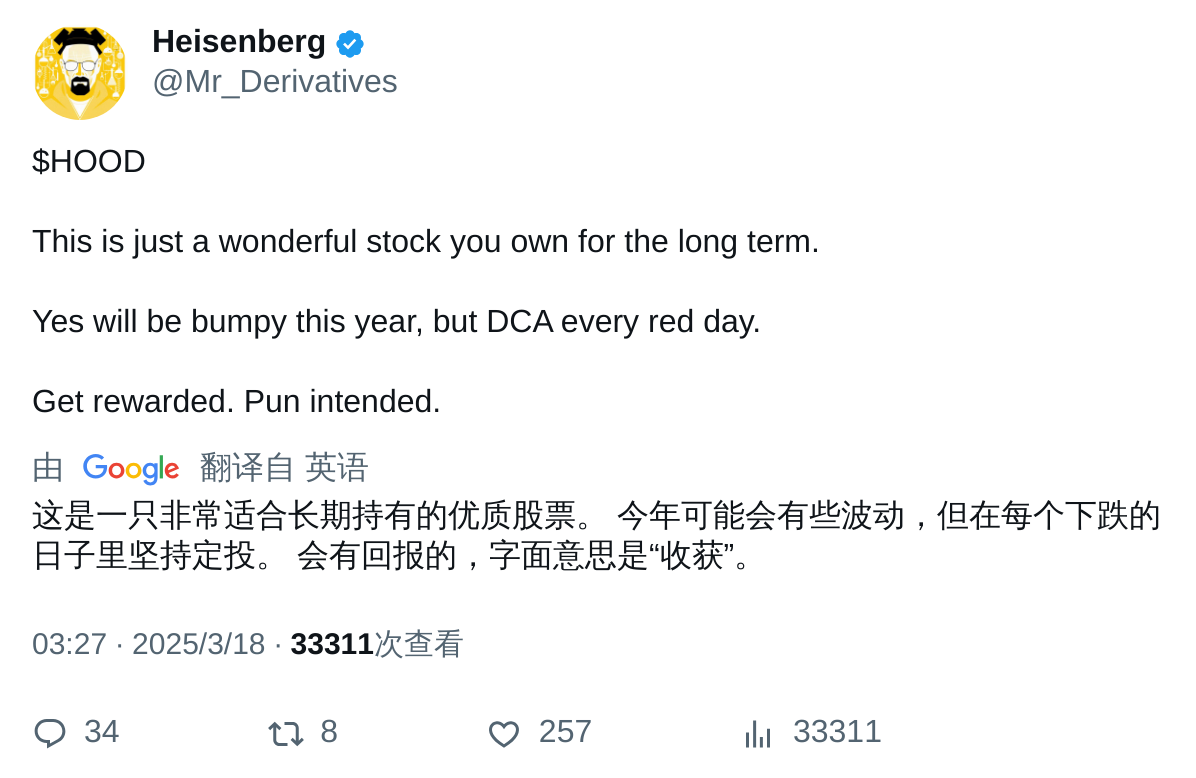 Heisenberg
@Mr_Derivatives
$HOOD
This is just a wonderful stock you own for the long term.
Yes will be bumpy this year, but DCA every red day.
Get rewarded. Pun intended.
由 Google 翻译自 英语
这是一只非常适合长期持有的优质股票。 今年可能会有些波动，但在每个下跌的
日子里坚持定投。 会有回报的，字面意思是“收获”。
03:27 · 2025/3/18 · 33311次查看
34 8 257 33311